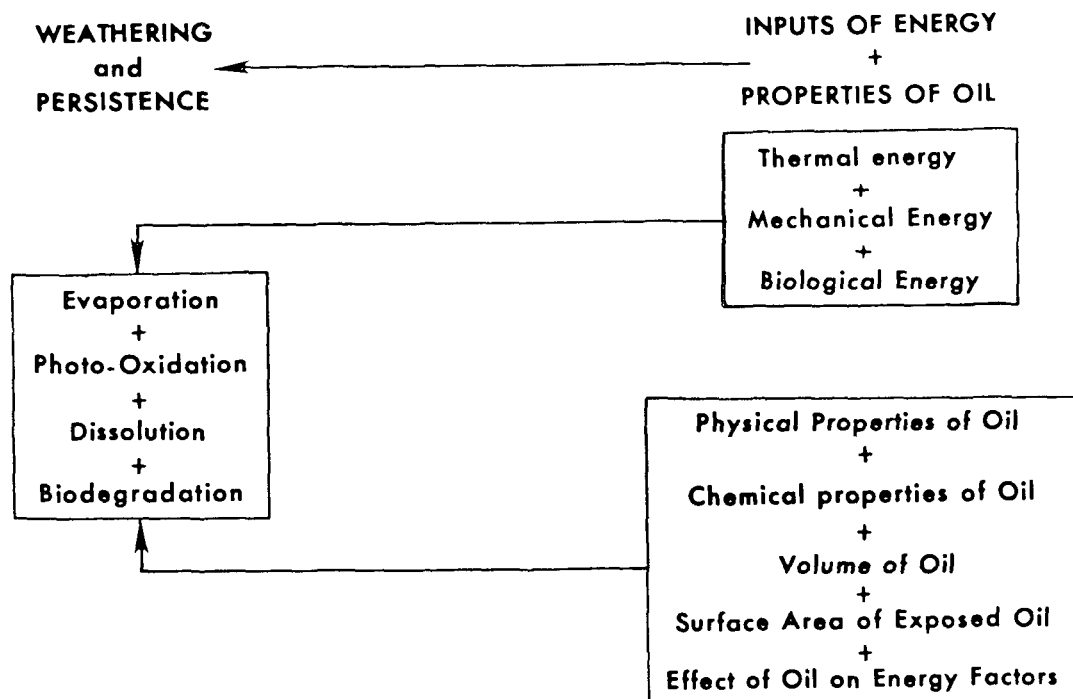 WEATHERING
and
PERSISTENCE
INPUTS OF ENERGY
+
PROPERTIES OF OIL
Thermal energy
+
Mechanical Energy
+
Biological Energy
Evaporation
+
Photo-Oxidation
+
Dissolution
+
Biodegradation
Physical Properties of Oil
+
Chemical properties of Oil
+
Volume of Oil
+
Surface Area of Exposed Oil
+
Effect of Oil on Energy Factors